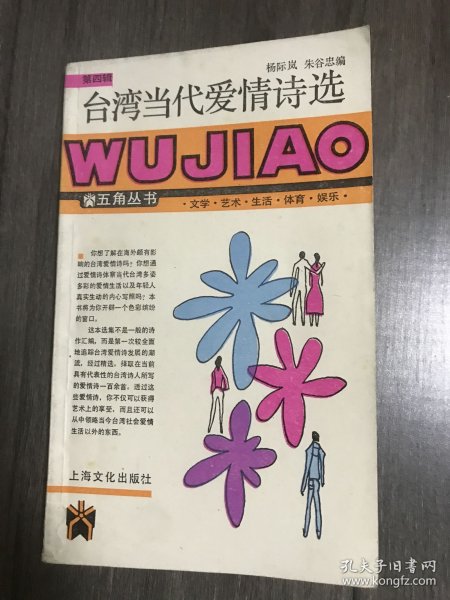 第四辑
杨际岚 朱谷忠编
台湾当代爱情诗选
WUJIAO
五角丛书
·文学·艺术·生活·体育·娱乐·
你想了解在海外颇有影
响的台湾爱情诗吗？你想通
过爱情诗体察当代台湾多姿
多彩的爱情生活以及年轻人
真实生动的内心写照吗？本
书将为你开辟一个色彩缤纷
的窗口。
这本选集不是一般的诗
作汇编，而是第一次较全面
地追踪台湾爱情诗发展的潮
流，经过精选，择取在当前
具有代表性的台湾诗人所写
的爱情诗一百余首。透过这
些爱情诗，你不仅可以获得
艺术上的享受，而且还可以
从中领略当今台湾社会爱情
生活以外的东西。
上海文化出版社
孔夫子旧书网
www.kongfz.com